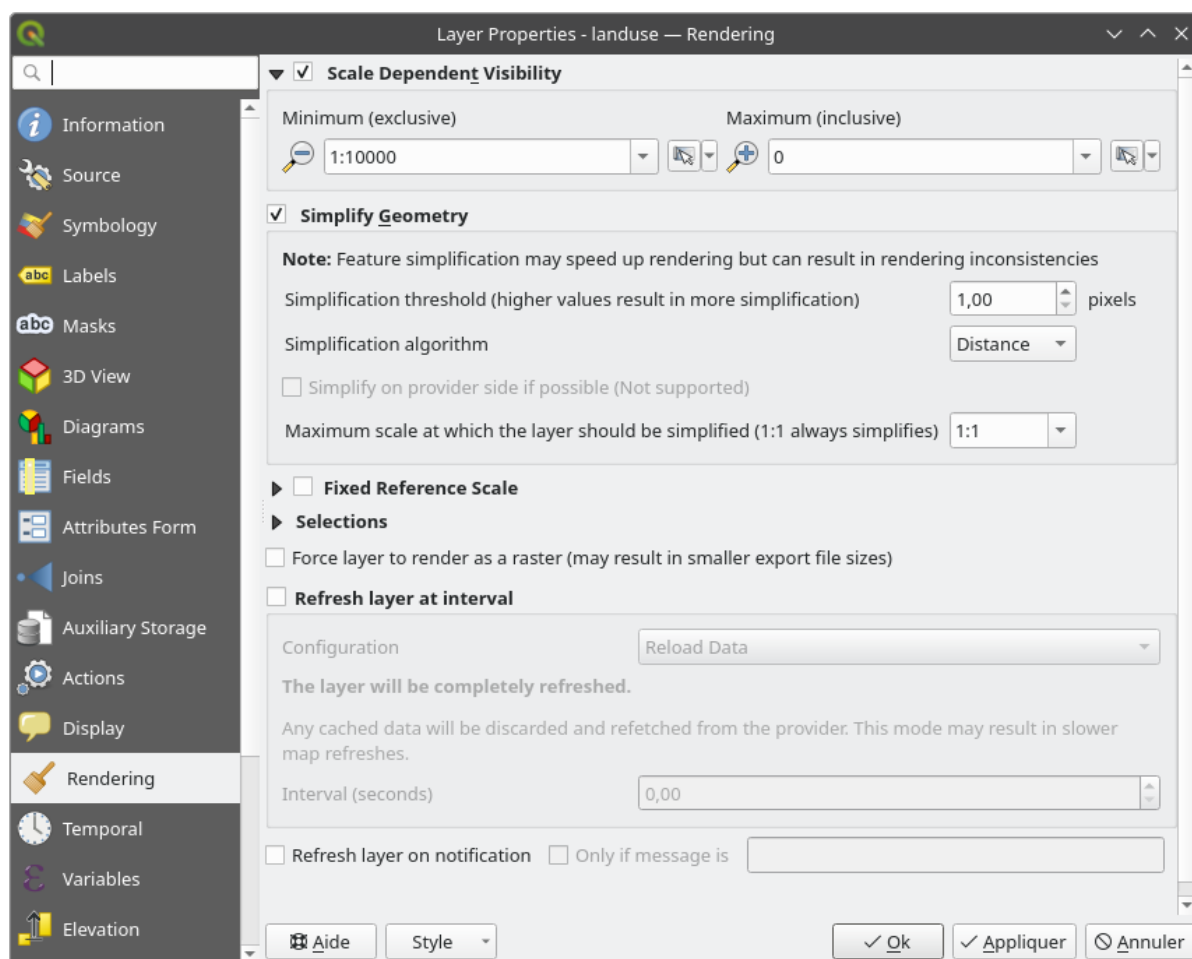 Layer Properties - landuse — Rendering
Information
Source
Symbology
abc Labels
abc Masks
3D View
Diagrams
Fields
Attributes Form
Joins
Auxiliary Storage
Actions
Display
Rendering
Temporal
Variables
Elevation
Scale Dependent Visibility
Minimum (exclusive) Maximum (inclusive)
1:10000 0
Simplify Geometry
Note: Feature simplification may speed up rendering but can result in rendering inconsistencies
Simplification threshold (higher values result in more simplification) 1,00 pixels
Simplification algorithm Distance
Simplify on provider side if possible (Not supported)
Maximum scale at which the layer should be simplified (1:1 always simplifies) 1:1
Fixed Reference Scale
Selections
Force layer to render as a raster (may result in smaller export file sizes)
Refresh layer at interval
Configuration Reload Data
The layer will be completely refreshed.
Any cached data will be discarded and refetched from the provider. This mode may result in slower
map refreshes.
Interval (seconds) 0,00
Refresh layer on notification Only if message is
Aide Style Ok Appliquer Annuler